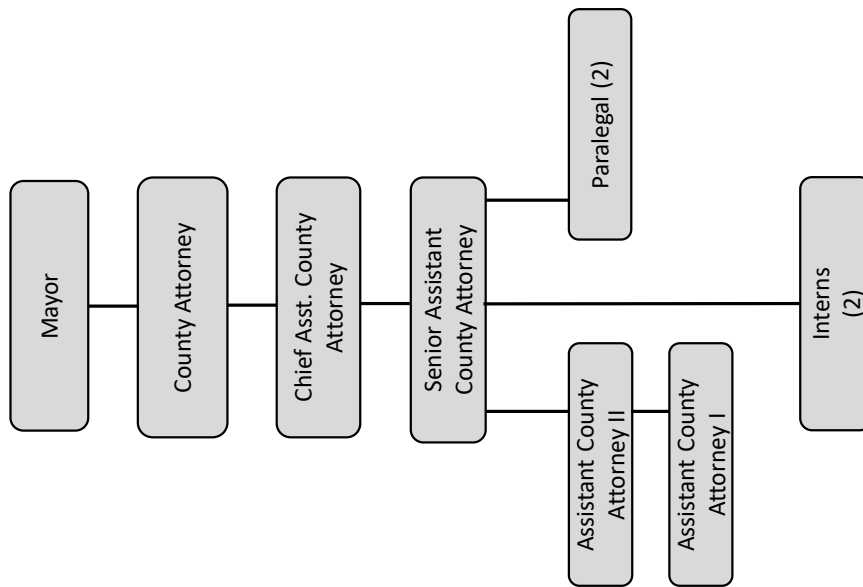 Mayor
County Attorney
Chief Asst. County
Attorney
Senior Assistant
County Attorney
Assistant County
Attorney II
Paralegal (2)
Assistant County
Attorney I
Interns
(2)